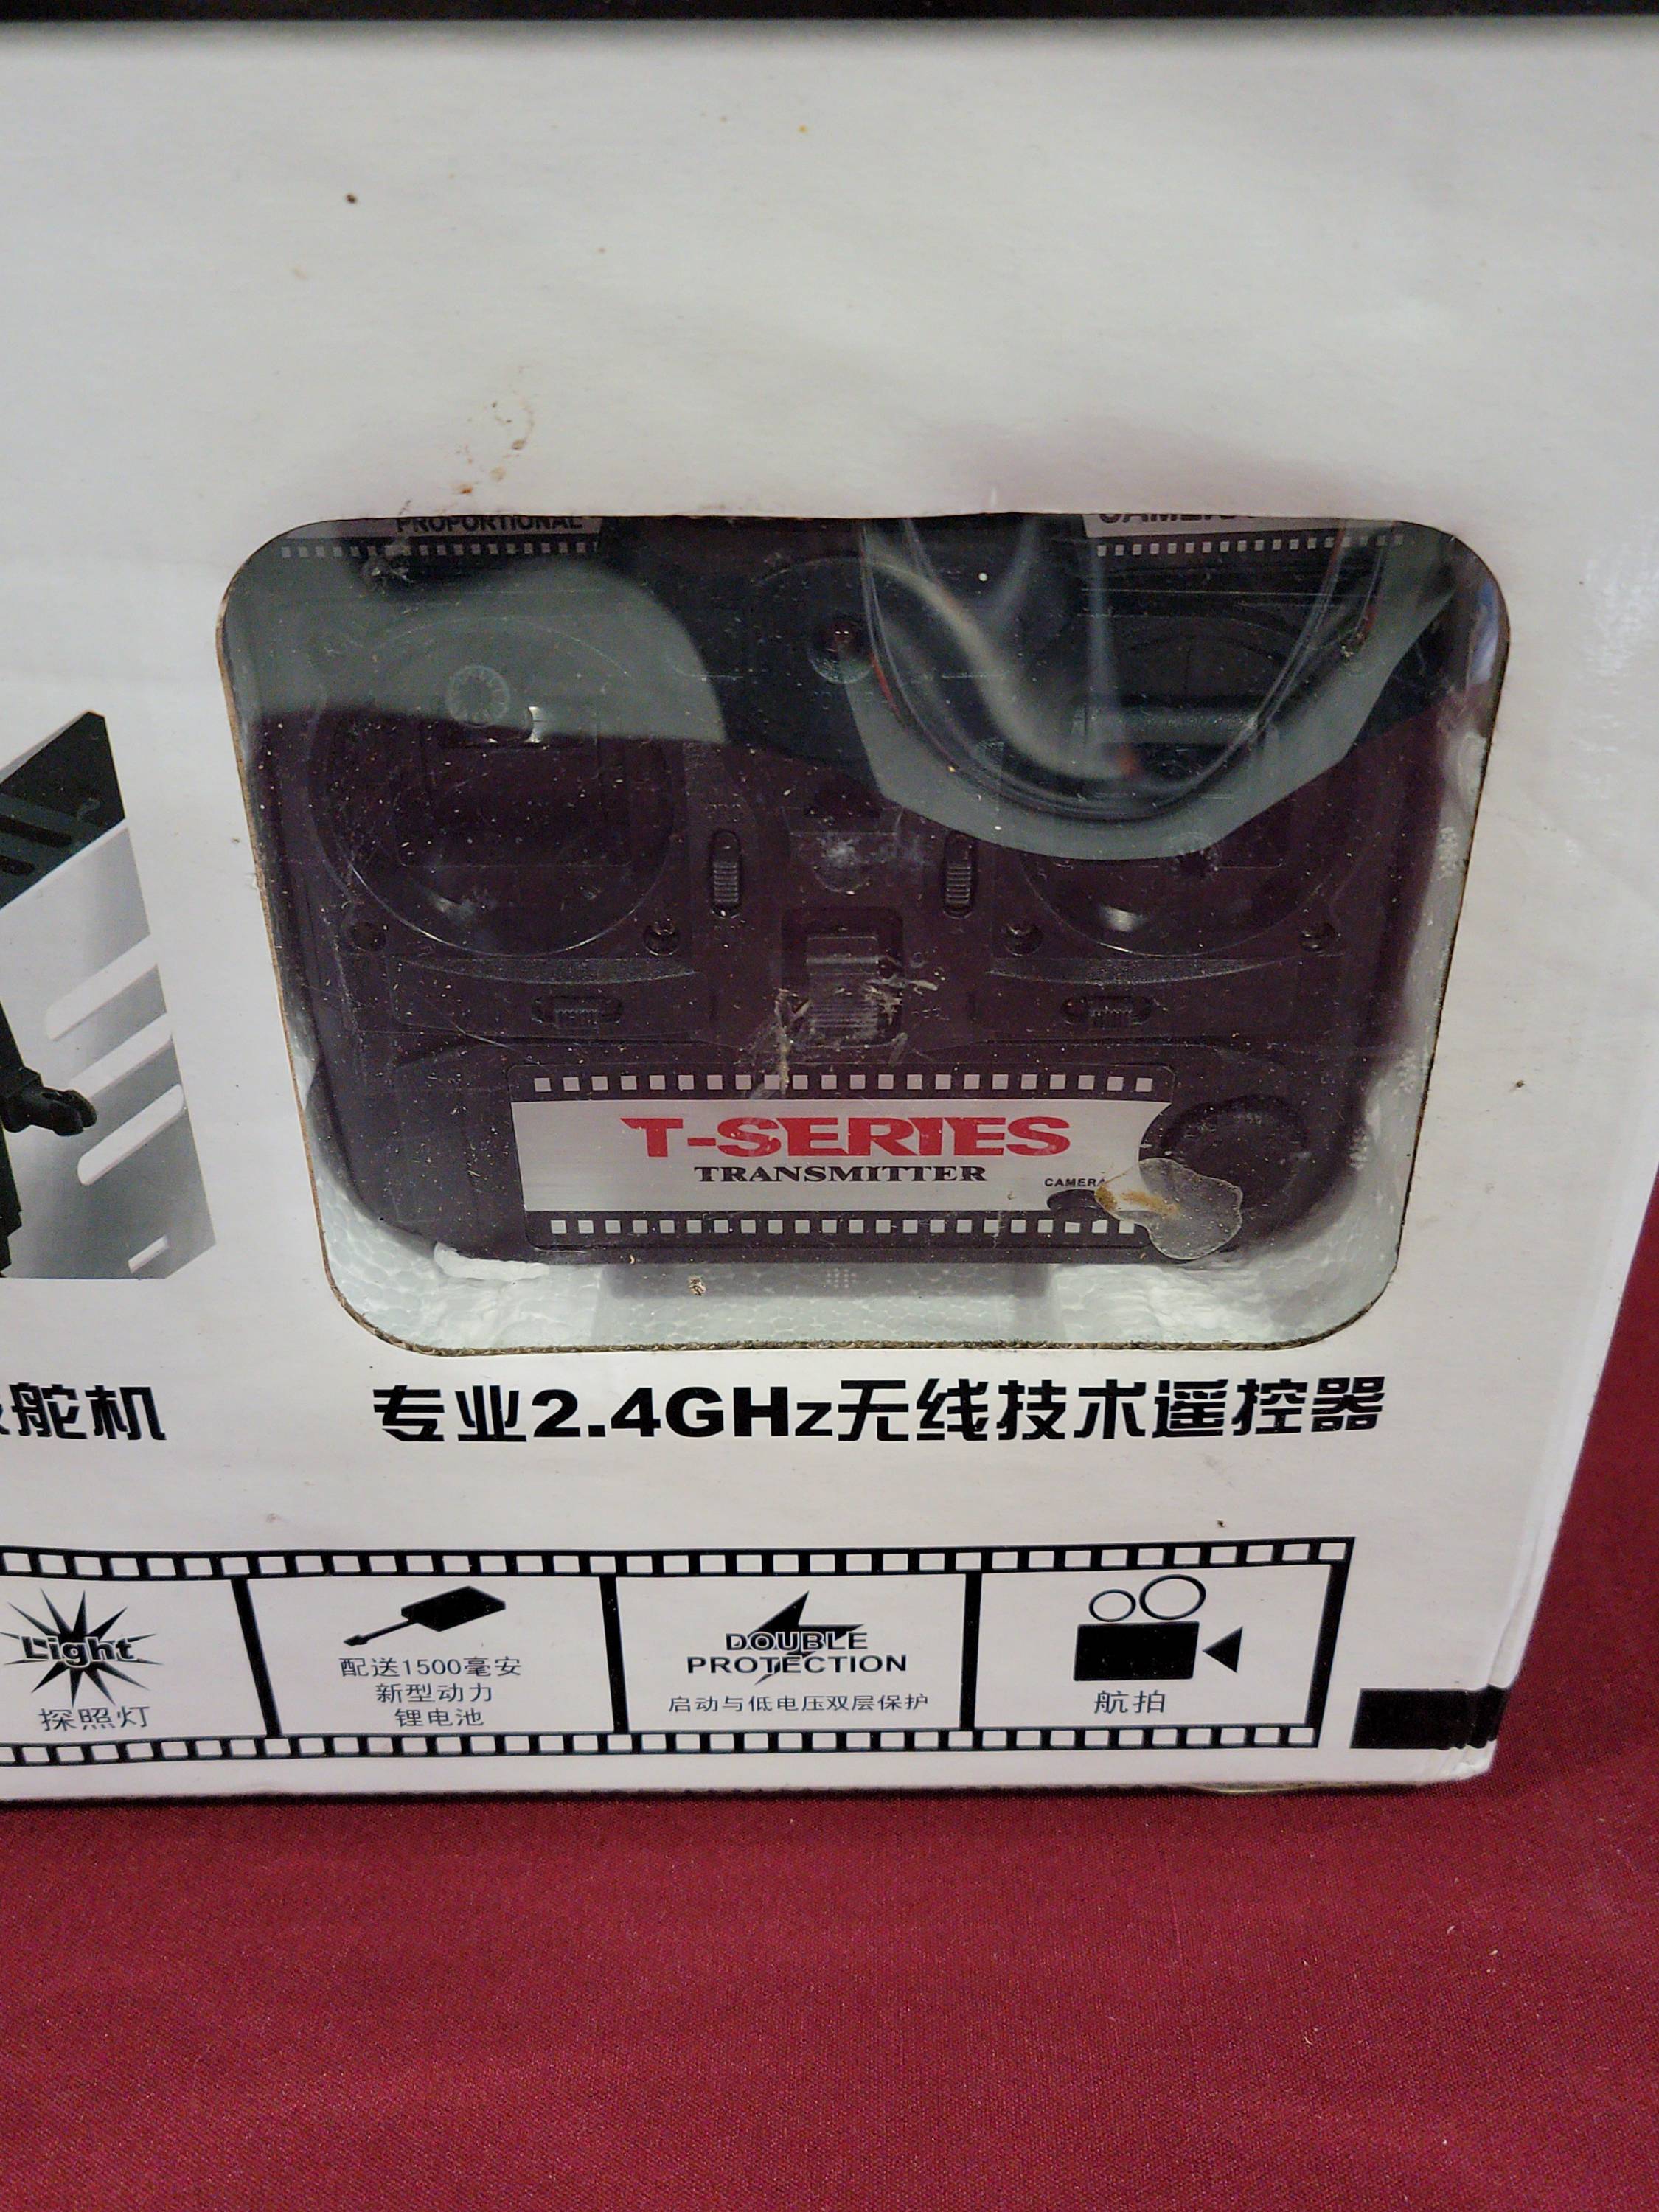 PROPORTIONAL
T-SERIES
TRANSMITTER
CAMERA
舵机
专业2.4GHz无线技术遥控器
Light
探照灯
配送1500毫安
新型动力
锂电池
DOUBLE
PROTECTION
启动与低电压双层保护
航拍